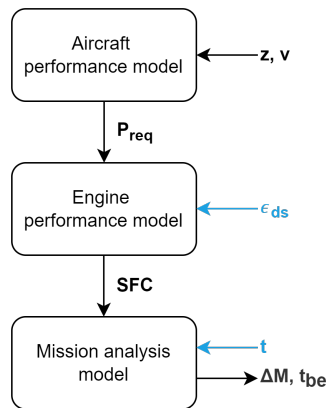 Aircraft
performance model
z, v
P_req
Engine
performance model
ϵ_ds
SFC
Mission analysis
model
t
ΔM, t_be